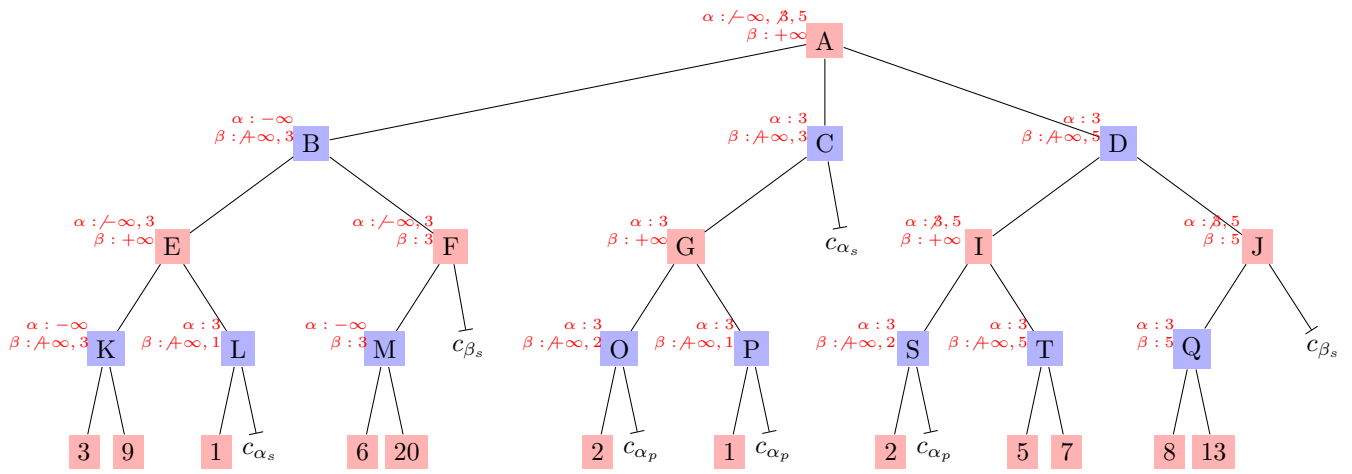 α : -∞, 3, 5
β : +∞
A
α : -∞
β : +∞, 3
B
α : 3
β : +∞, 3
C
α : 3
β : +∞, 5
D
α : -∞, 3
β : +∞
E
α : -∞, 3
β : 3
F
α : 3
β : +∞
G
c_{α_s}
α : 3, 5
β : +∞
I
α : 3, 5
β : 5
J
α : -∞
β : +∞, 3
K
α : 3
β : +∞, 1
L
α : -∞
β : 3
M
c_{β_s}
α : 3
β : +∞, 2
O
α : 3
β : +∞, 1
P
α : 3
β : +∞, 2
S
α : 3
β : +∞, 5
T
α : 3
β : 5
Q
c_{β_s}
3 9 1 c_{α_s} 6 20 2 c_{α_p} 1 c_{α_p} 2 c_{α_p} 5 7 8 13